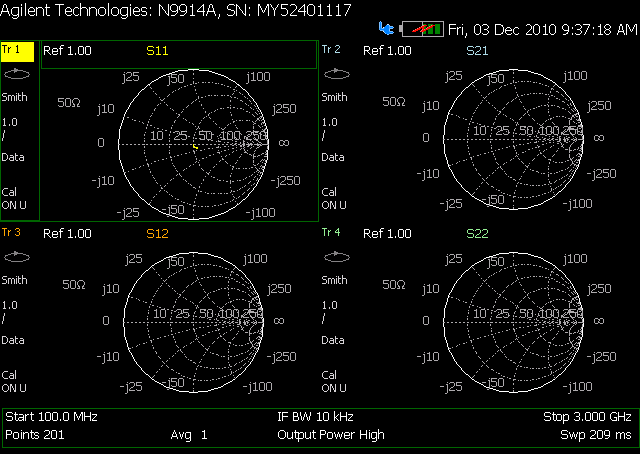 Agilent Technologies: N9914A, SN: MY52401117
Fri, 03 Dec 2010 9:37:18 AM
Tr 1
Ref 1.00 S11
Smith
1.0
/
Data
Cal
ON U
50Ω
j25 j50 j100
j10 j250
0 10 25 50 100 250 ∞
-j10 -j250
-j25 -j50 -j100
Tr 2
Ref 1.00 S21
Smith
1.0
/
Data
Cal
ON U
50Ω
j25 j50 j100
j10 j250
0 10 25 50 100 250 ∞
-j10 -j250
-j25 -j50 -j100
Tr 3
Ref 1.00 S12
Smith
1.0
/
Data
Cal
ON U
50Ω
j25 j50 j100
j10 j250
0 10 25 50 100 250 ∞
-j10 -j250
-j25 -j50 -j100
Tr 4
Ref 1.00 S22
Smith
1.0
/
Data
Cal
ON U
50Ω
j25 j50 j100
j10 j250
0 10 25 50 100 250 ∞
-j10 -j250
-j25 -j50 -j100
Start 100.0 MHz IF BW 10 kHz Stop 3.000 GHz
Points 201 Avg 1 Output Power High Swp 209 ms